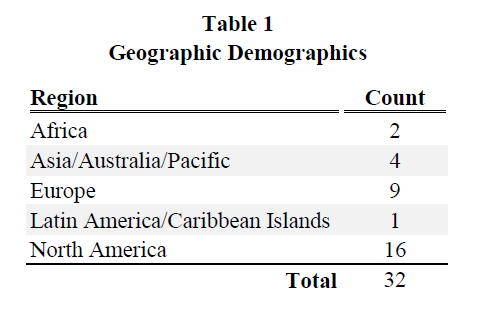 Table 1
Geographic Demographics
Region Count
Africa 2
Asia/Australia/Pacific 4
Europe 9
Latin America/Caribbean Islands 1
North America 16
Total 32